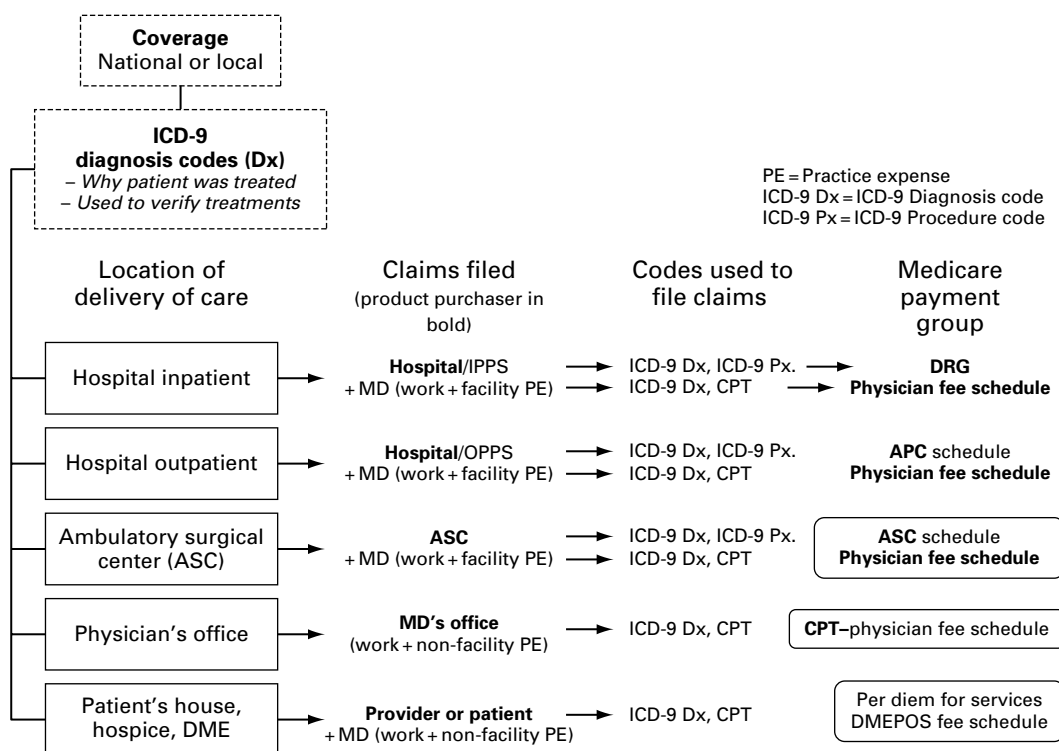 Coverage
National or local
ICD-9
diagnosis codes (Dx)
– Why patient was treated
– Used to verify treatments
PE = Practice expense
ICD-9 Dx = ICD-9 Diagnosis code
ICD-9 Px = ICD-9 Procedure code
Location of
delivery of care
Claims filed
(product purchaser in
bold)
Codes used to
file claims
Medicare
payment
group
Hospital inpatient
Hospital/IPPS
+ MD (work + facility PE)
ICD-9 Dx, ICD-9 Px.
ICD-9 Dx, CPT
DRG
Physician fee schedule
Hospital outpatient
Hospital/OPPS
+ MD (work + facility PE)
ICD-9 Dx, ICD-9 Px.
ICD-9 Dx, CPT
APC schedule
Physician fee schedule
Ambulatory surgical
center (ASC)
ASC
+ MD (work + facility PE)
ICD-9 Dx, ICD-9 Px.
ICD-9 Dx, CPT
ASC schedule
Physician fee schedule
Physician's office
MD's office
(work + non-facility PE)
ICD-9 Dx, CPT
CPT–physician fee schedule
Patient's house,
hospice, DME
Provider or patient
+ MD (work + non-facility PE)
ICD-9 Dx, CPT
Per diem for services
DMEPOS fee schedule